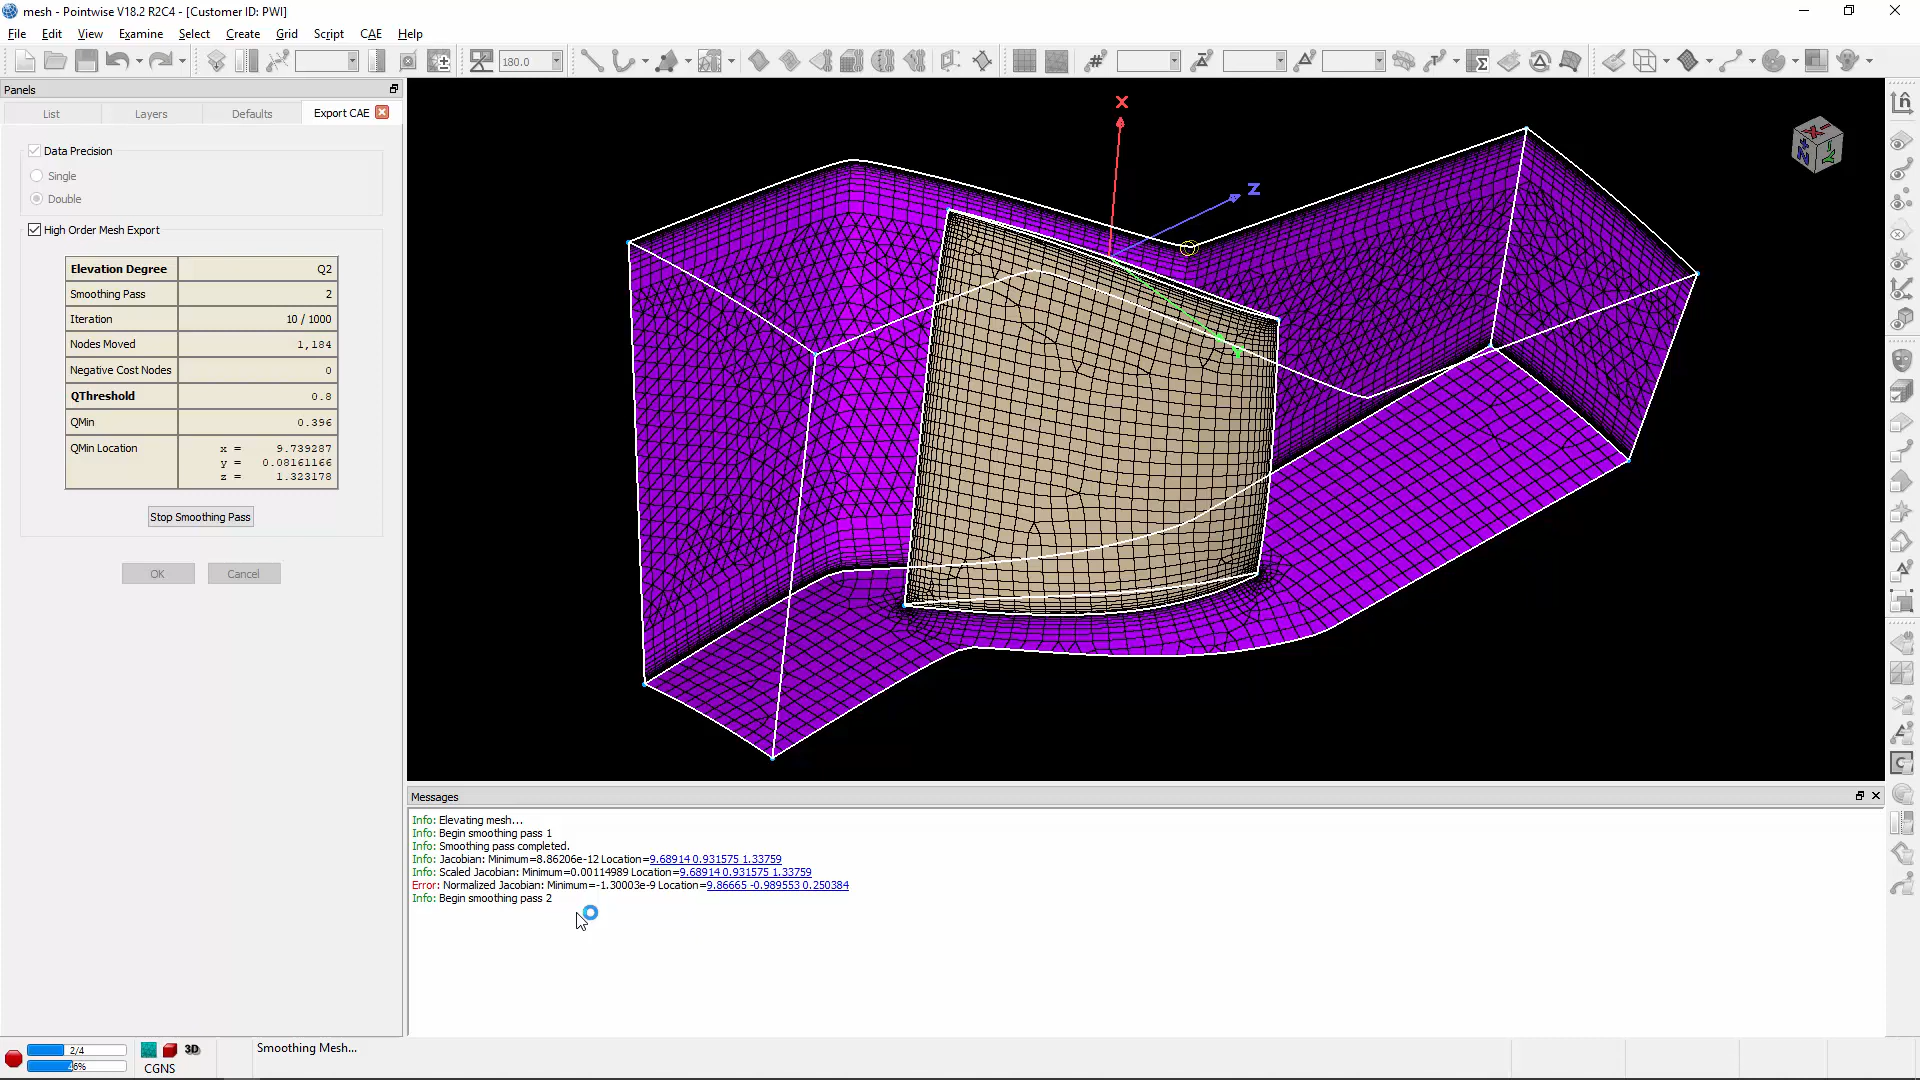 mesh - Pointwise V18.2 R2C4 - [Customer ID: PWI]
File Edit View Examine Select Create Grid Script CAE Help
180.0
Panels
List Layers Defaults Export CAE
Data Precision
Single
Double
High Order Mesh Export
Elevation Degree Q2
Smoothing Pass 2
Iteration 10 / 1000
Nodes Moved 1,184
Negative Cost Nodes 0
QThreshold 0.8
QMin 0.396
QMin Location x = 9.739287
y = 0.08161166
z = 1.323178
Stop Smoothing Pass
OK Cancel
X
Z
Messages
Info: Elevating mesh...
Info: Begin smoothing pass 1
Info: Smoothing pass completed.
Info: Jacobian: Minimum=8.86206e-12 Location=9.68914 0.931575 1.33759
Info: Scaled Jacobian: Minimum=0.00114989 Location=9.68914 0.931575 1.33759
Error: Normalized Jacobian: Minimum=-1.30003e-9 Location=9.86665 -0.989553 0.250384
Info: Begin smoothing pass 2
2/4
3D
CGNS
Smoothing Mesh...